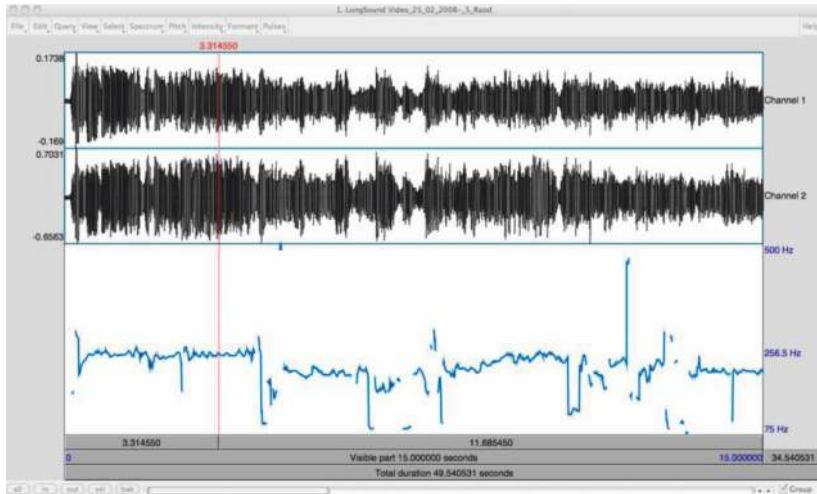 1. LongSound Video_25_02_2008-_5_Raod
File Edit Query View Select Spectrum Pitch Intensity Formant Pulses Help
3.314550
0.1738
Channel 1
-0.169
0.7031
Channel 2
-0.6563
500 Hz
256.5 Hz
75 Hz
3.314550 11.685450
0 Visible part 15.000000 seconds 15.000000 34.540531
Total duration 49.540531 seconds
all in out sel bak Group